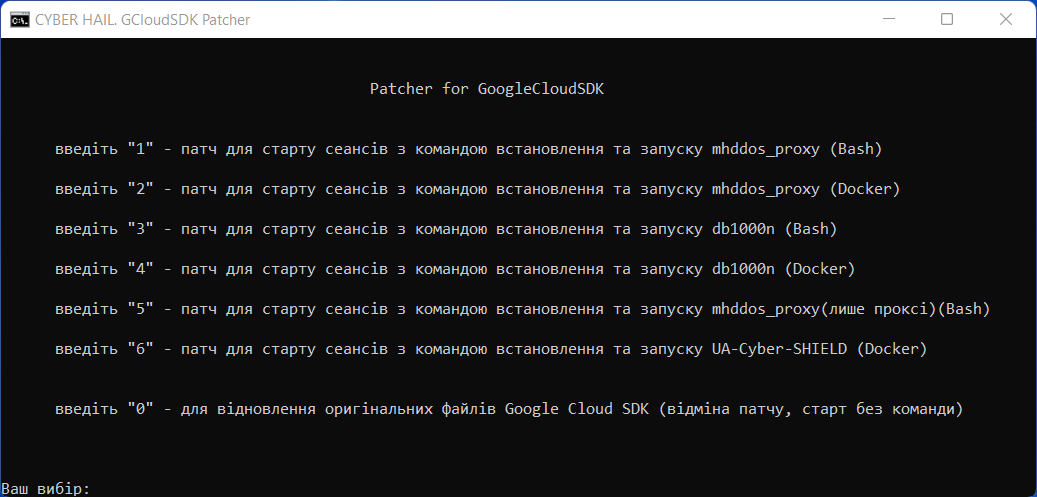 CYBER HAIL. GCloudSDK Patcher
Patcher for GoogleCloudSDK
введіть "1" - патч для старту сеансів з командою встановлення та запуску mhddos_proxy (Bash)
введіть "2" - патч для старту сеансів з командою встановлення та запуску mhddos_proxy (Docker)
введіть "3" - патч для старту сеансів з командою встановлення та запуску db1000n (Bash)
введіть "4" - патч для старту сеансів з командою встановлення та запуску db1000n (Docker)
введіть "5" - патч для старту сеансів з командою встановлення та запуску mhddos_proxy(лише проксі)(Bash)
введіть "6" - патч для старту сеансів з командою встановлення та запуску UA-Cyber-SHIELD (Docker)
введіть "0" - для відновлення оригінальних файлів Google Cloud SDK (відміна патчу, старт без команди)
Ваш вибір: